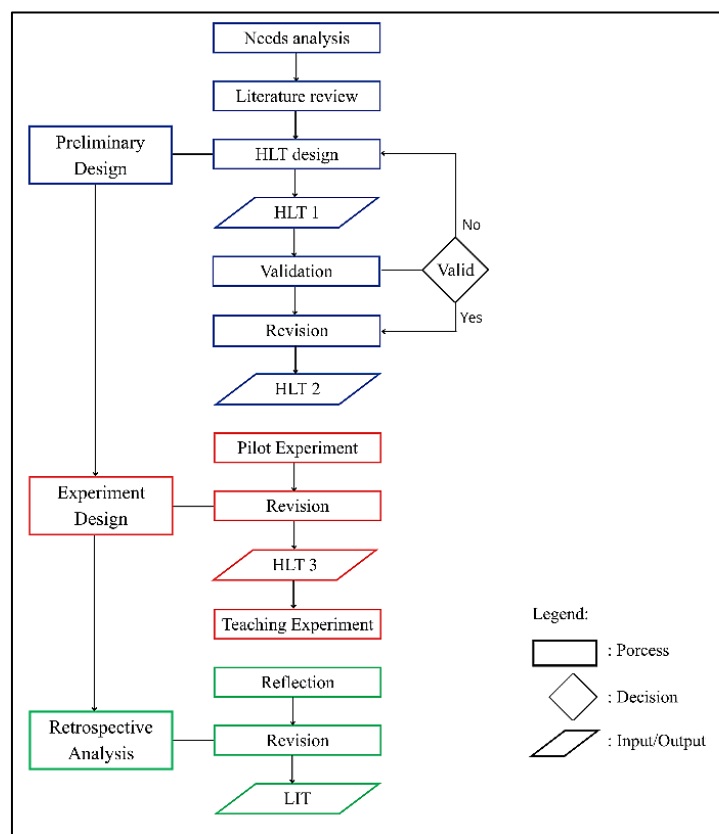 Needs analysis
Literature review
Preliminary
Design
HLT design
HLT 1
No
Validation
Valid
Revision
Yes
HLT 2
Pilot Experiment
Experiment
Design
Revision
HLT 3
Teaching Experiment
Legend:
: Porcess
Reflection
: Decision
Retrospective
Analysis
Revision
: Input/Output
LIT